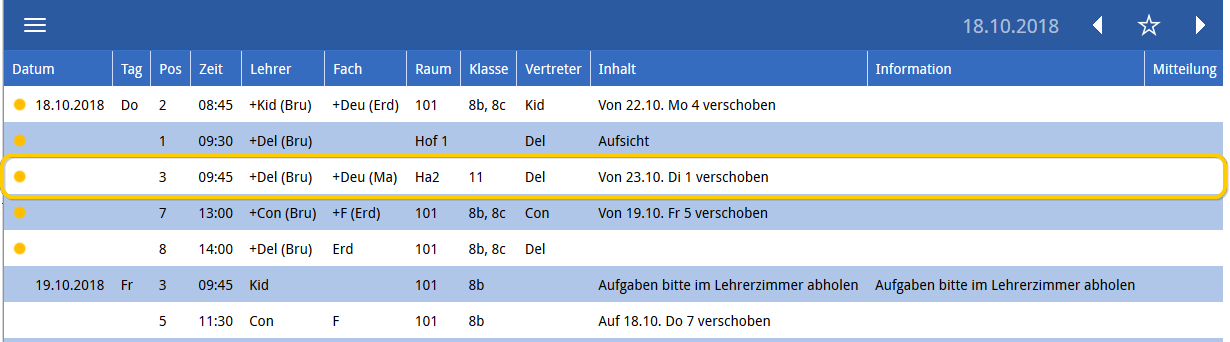 18.10.2018
Datum Tag Pos Zeit Lehrer Fach Raum Klasse Vertreter Inhalt Information Mitteilung
18.10.2018 Do 2 08:45 +Kid (Bru) +Deu (Erd) 101 8b, 8c Kid Von 22.10. Mo 4 verschoben
1 09:30 +Del (Bru) Hof 1 Del Aufsicht
3 09:45 +Del (Bru) +Deu (Ma) Ha2 11 Del Von 23.10. Di 1 verschoben
7 13:00 +Con (Bru) +F (Erd) 101 8b, 8c Con Von 19.10. Fr 5 verschoben
8 14:00 +Del (Bru) Erd 101 8b, 8c Del
19.10.2018 Fr 3 09:45 Kid 101 8b Aufgaben bitte im Lehrerzimmer abholen Aufgaben bitte im Lehrerzimmer abholen
5 11:30 Con F 101 8b Auf 18.10. Do 7 verschoben